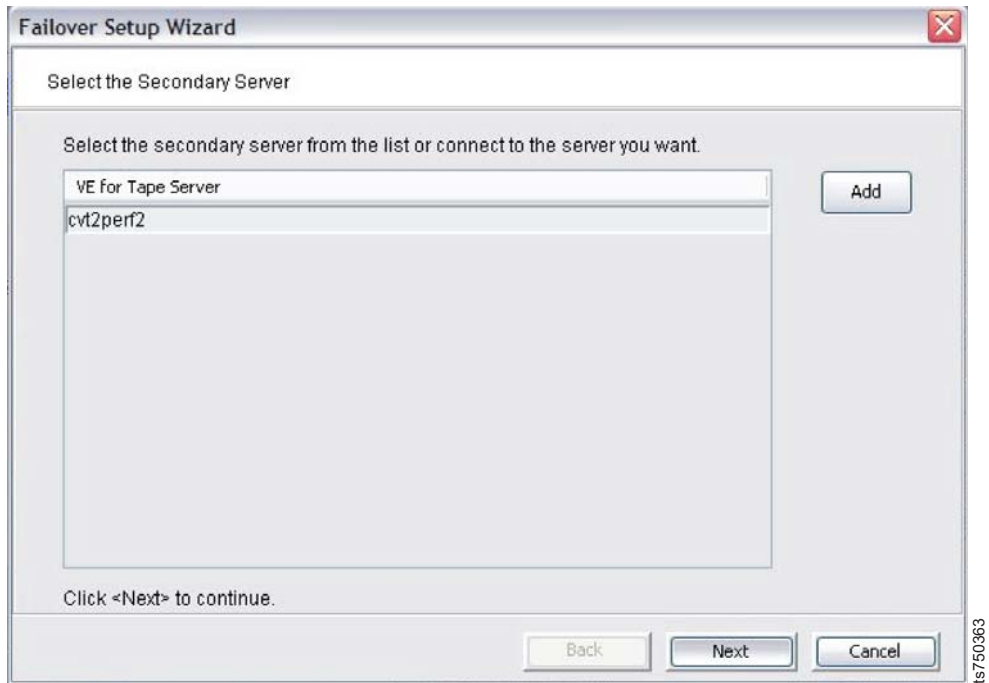 Failover Setup Wizard
Select the Secondary Server
Select the secondary server from the list or connect to the server you want.
VE for Tape Server
Add
cvt2perf2
Click <Next> to continue.
Back
Next
Cancel
ts750363